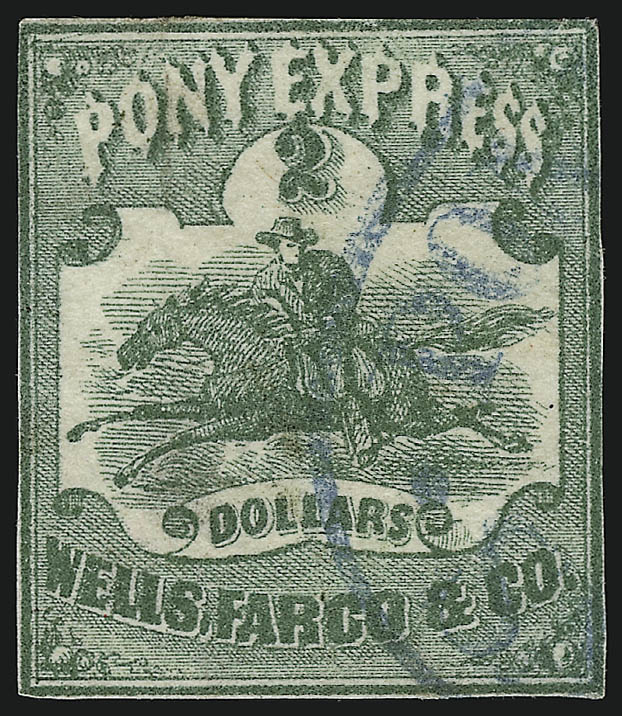 PONY EXPRESS
2
DOLLARS
WELLS, FARGO & CO.